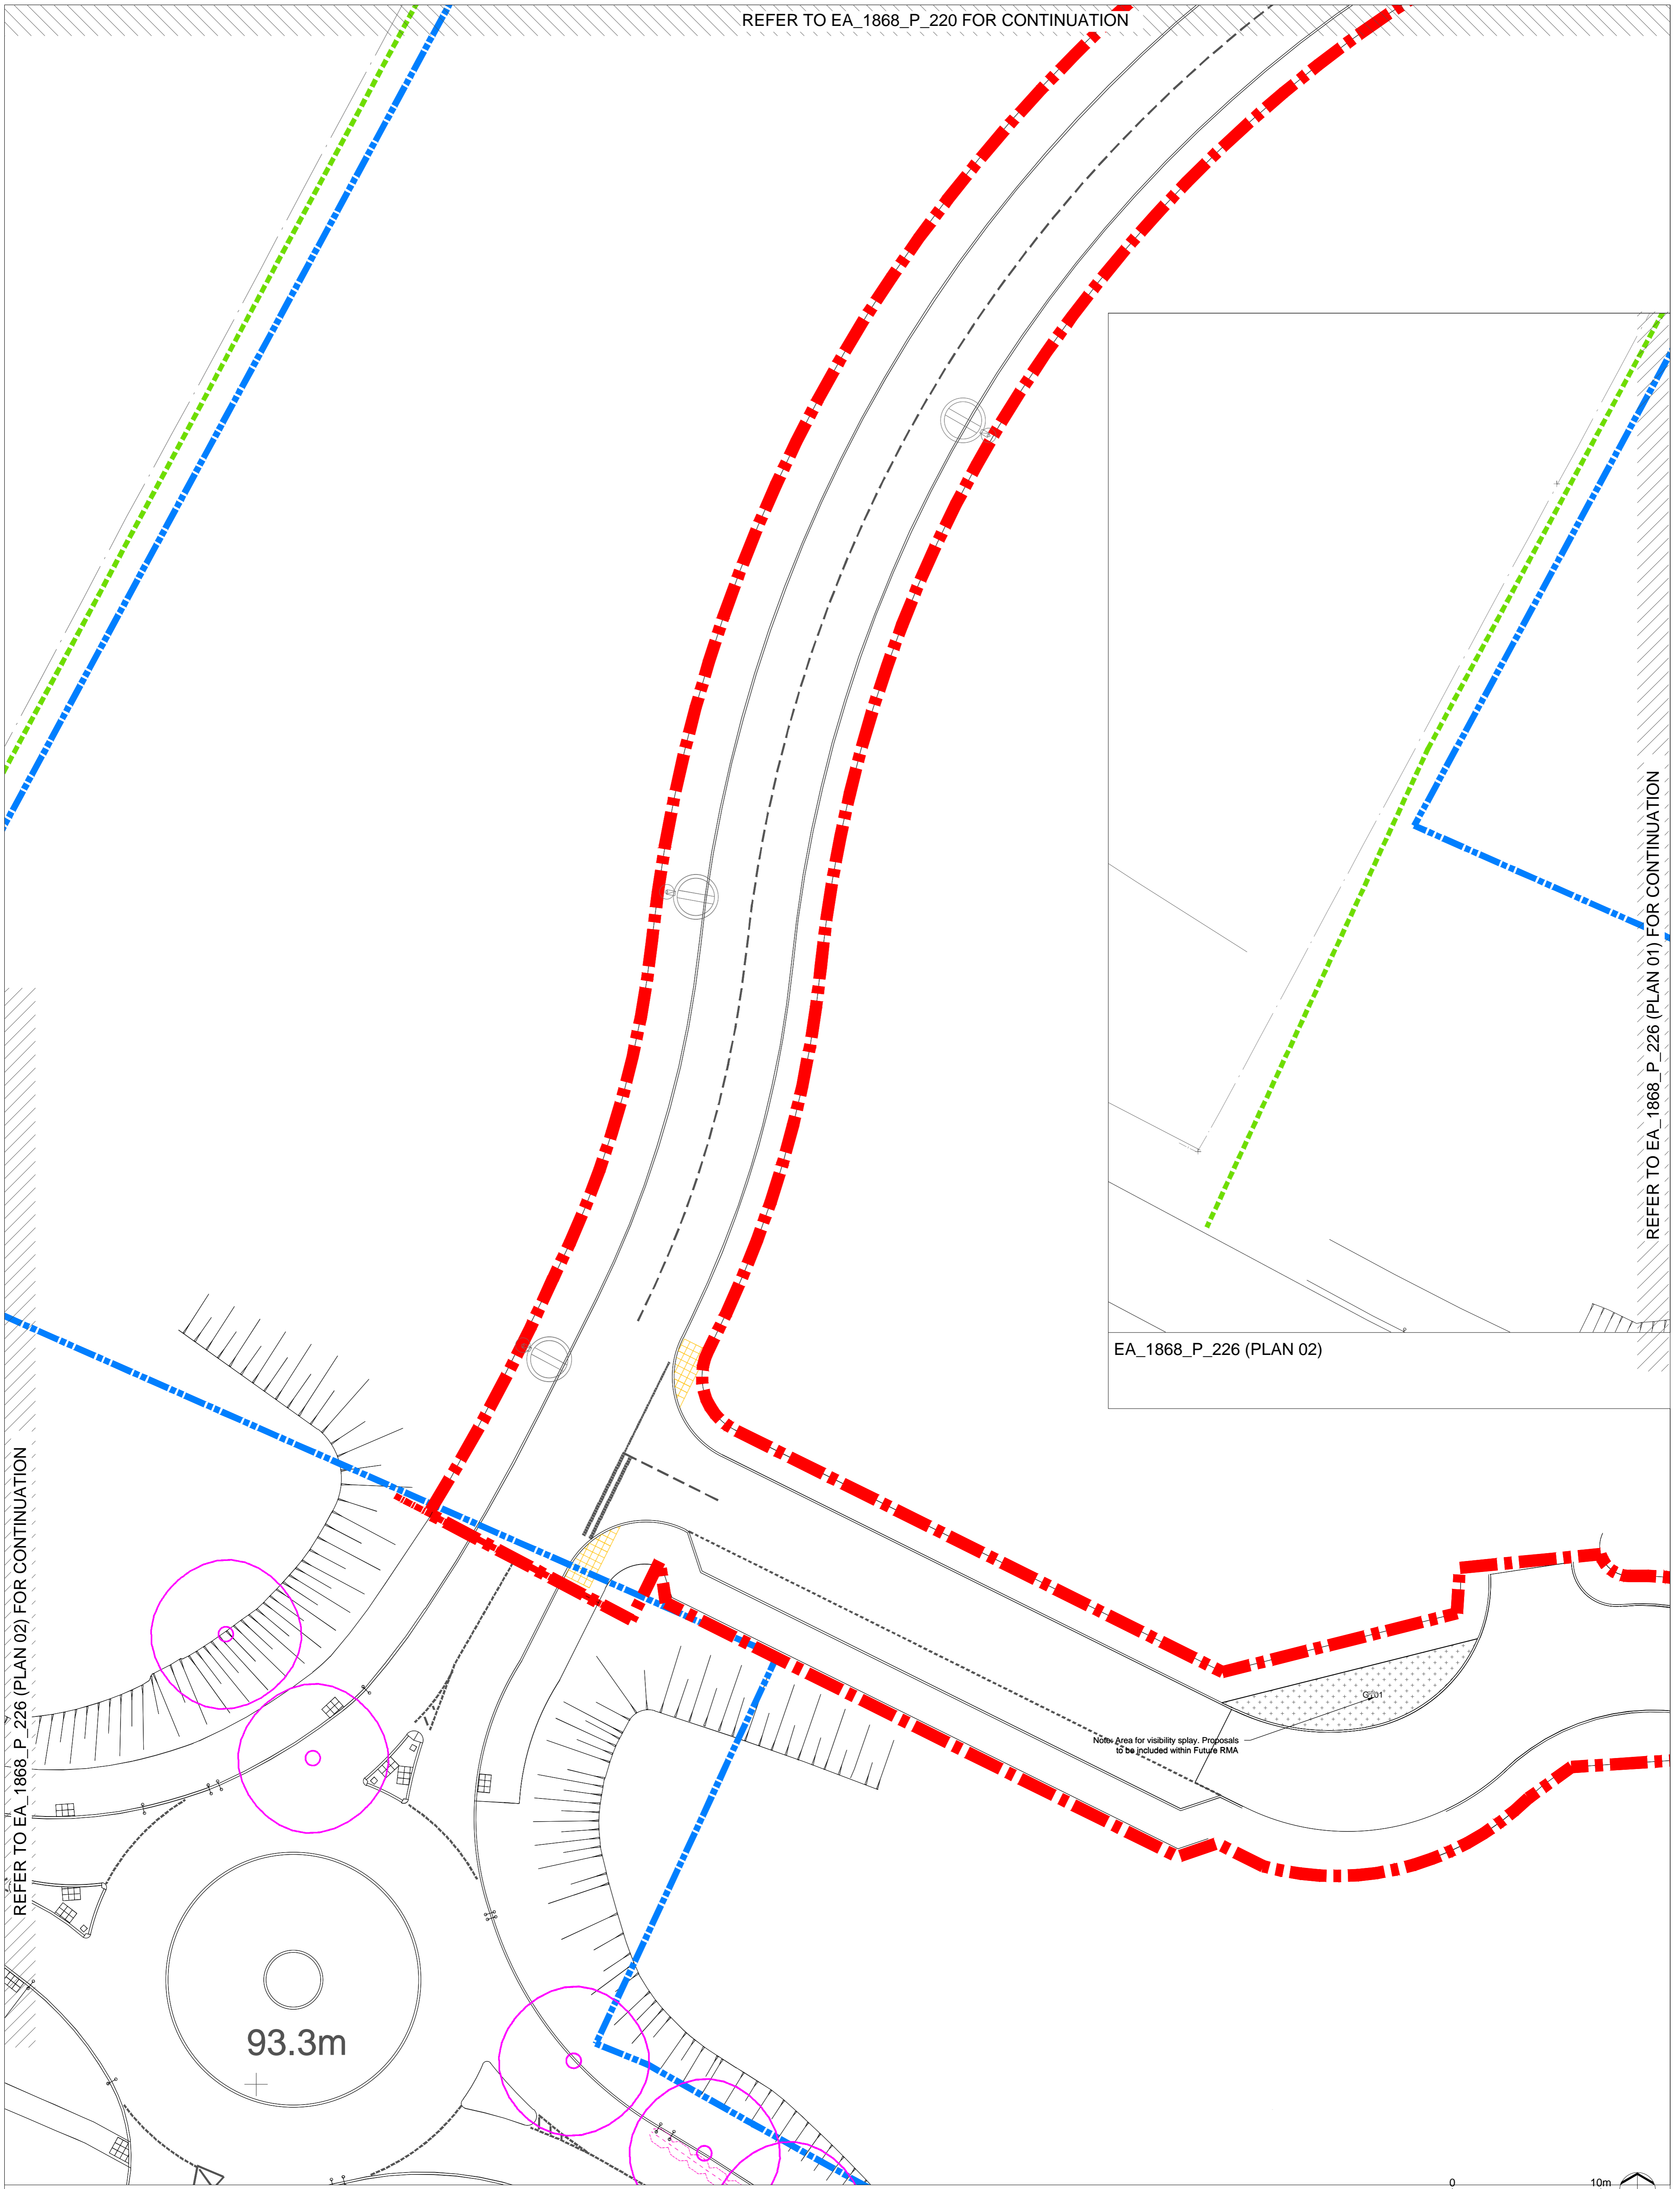 REFER TO EA_1868_P_220 FOR CONTINUATION
REFER TO EA_1868_P_226 (PLAN 01) FOR CONTINUATION
EA_1868_P_226 (PLAN 02)
REFER TO EA_1868_P_226 (PLAN 02) FOR CONTINUATION
Note: Area for visibility splay. Proposals
to be included within Future RMA
93.3m
0
10m